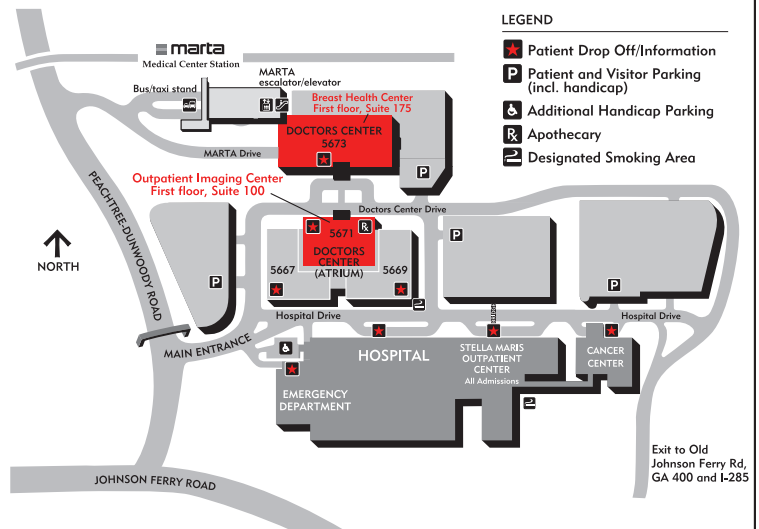 LEGEND
Patient Drop Off/Information
P Patient and Visitor Parking
(incl. handicap)
Additional Handicap Parking
Rx Apothecary
Designated Smoking Area
marta
Medical Center Station
MARTA
escalator/elevator
Bus/taxi stand
Breast Health Center
First floor, Suite 175
DOCTORS CENTER
5673
MARTA Drive
P
Outpatient Imaging Center
First floor, Suite 100
Doctors Center Drive
PEACHTREE-DUNWOODY ROAD
NORTH
5671
Rx
DOCTORS
CENTER
(ATRIUM)
5667
5669
P
P
P
Hospital Drive
Hospital Drive
MAIN ENTRANCE
HOSPITAL
STELLA MARIS
OUTPATIENT
CENTER
All Admissions
CANCER
CENTER
EMERGENCY
DEPARTMENT
Exit to Old
Johnson Ferry Rd,
GA 400 and I-285
JOHNSON FERRY ROAD